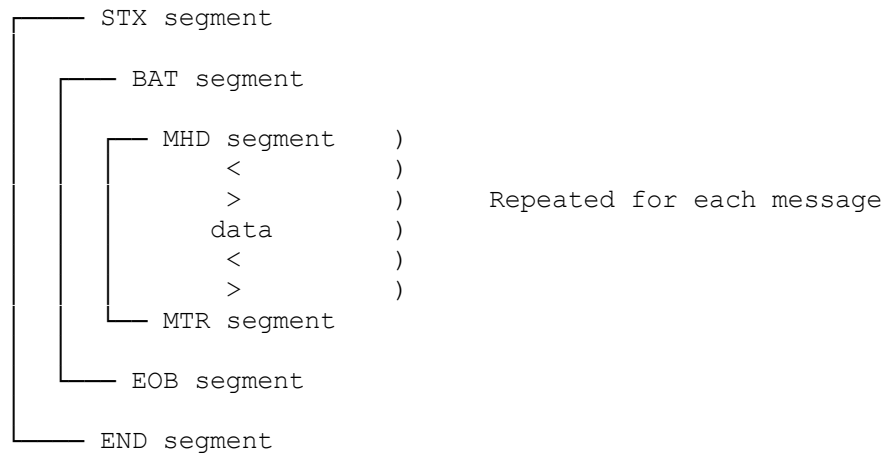 STX segment
BAT segment
MHD segment )
< )
> ) Repeated for each message
data )
< )
> )
MTR segment
EOB segment
END segment